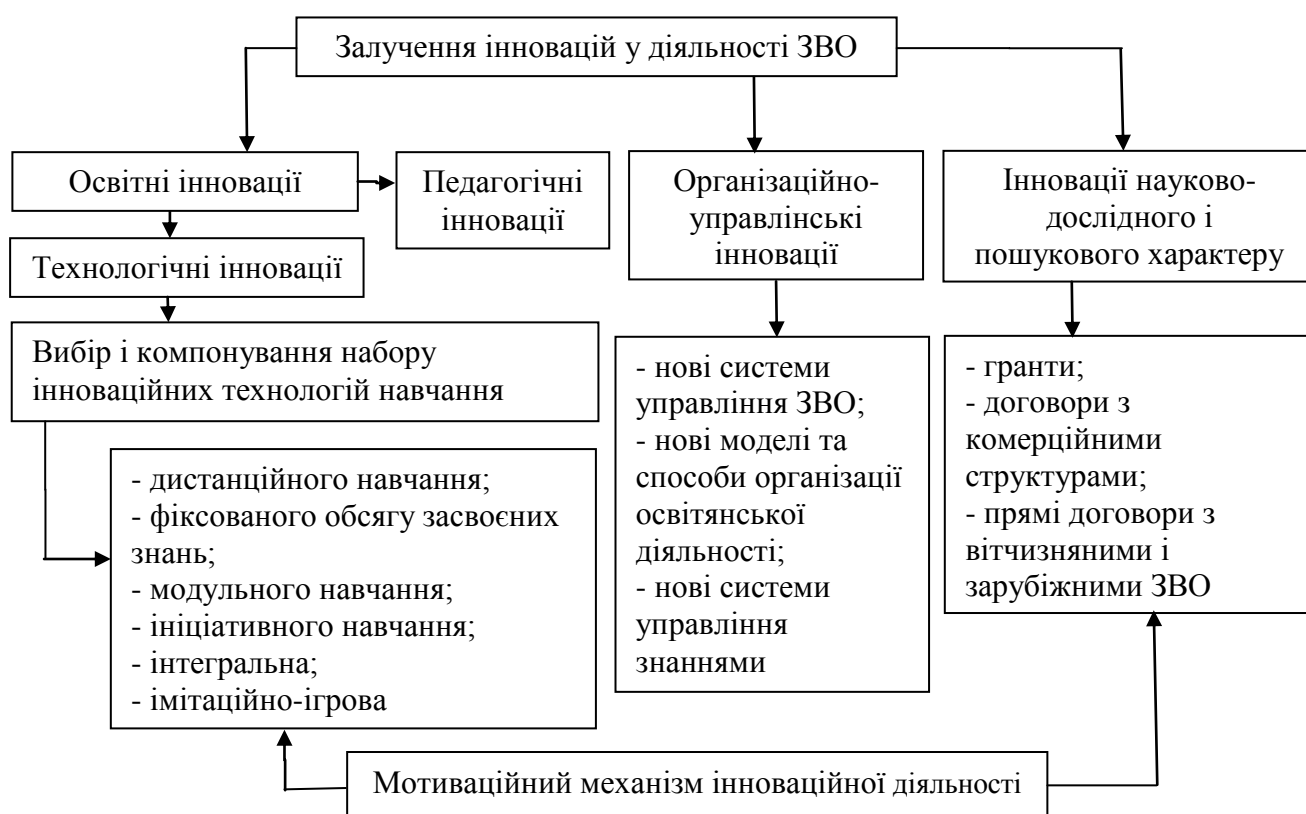 Залучення інновацій у діяльності ЗВО
Освітні інновації
Педагогічні
інновації
Організаційно-
управлінські
інновації
Інновації науково-
дослідного і
пошукового характеру
Технологічні інновації
Вибір і компонування набору
інноваційних технологій навчання
- дистанційного навчання;
- фіксованого обсягу засвоєних
знань;
- модульного навчання;
- ініціативного навчання;
- інтегральна;
- імітаційно-ігрова
- нові системи
управління ЗВО;
- нові моделі та
способи організації
освітянської
діяльності;
- нові системи
управління
знаннями
- гранти;
- договори з
комерційними
структурами;
- прямі договори з
вітчизняними і
зарубіжними ЗВО
Мотиваційний механізм інноваційної діяльності